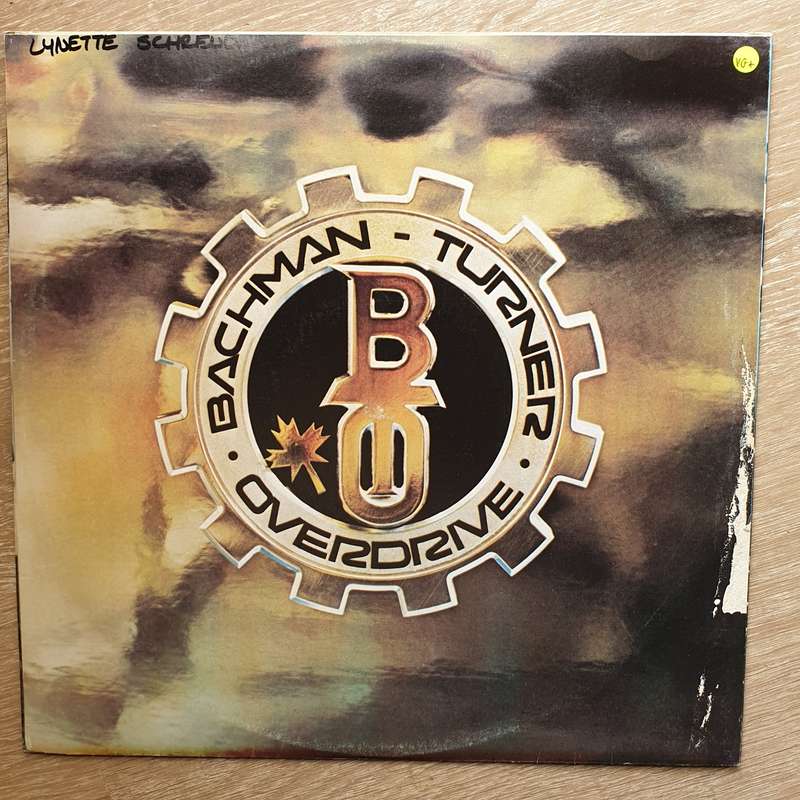 LYNETTE
VG+
BACHMAN - TURNER
· OVERDRIVE ·
BTO